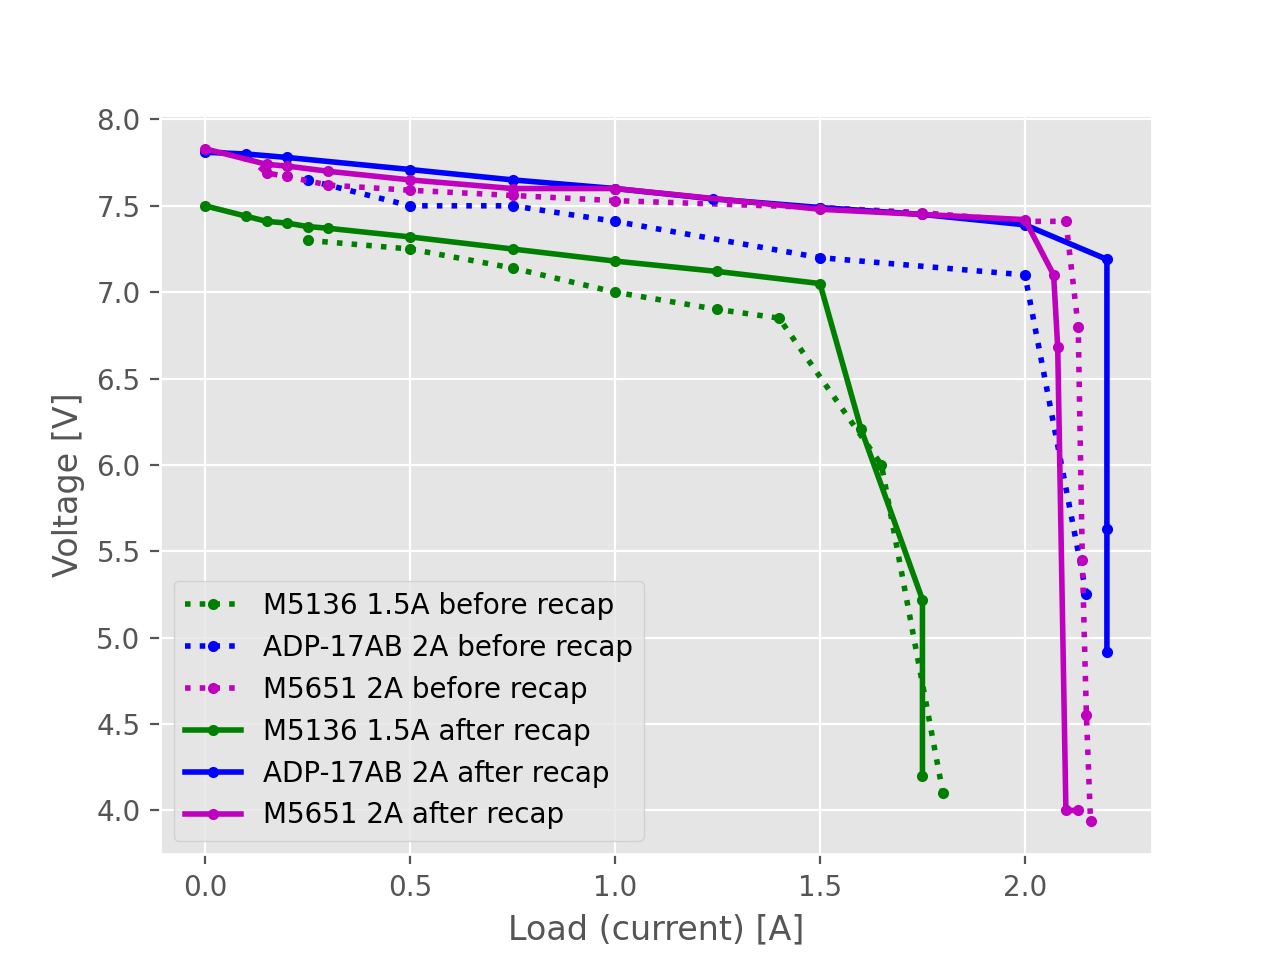 8.0
7.5
7.0
6.5
6.0
5.5
5.0
4.5
4.0
Voltage [V]
M5136 1.5A before recap
ADP-17AB 2A before recap
M5651 2A before recap
M5136 1.5A after recap
ADP-17AB 2A after recap
M5651 2A after recap
0.0 0.5 1.0 1.5 2.0
Load (current) [A]